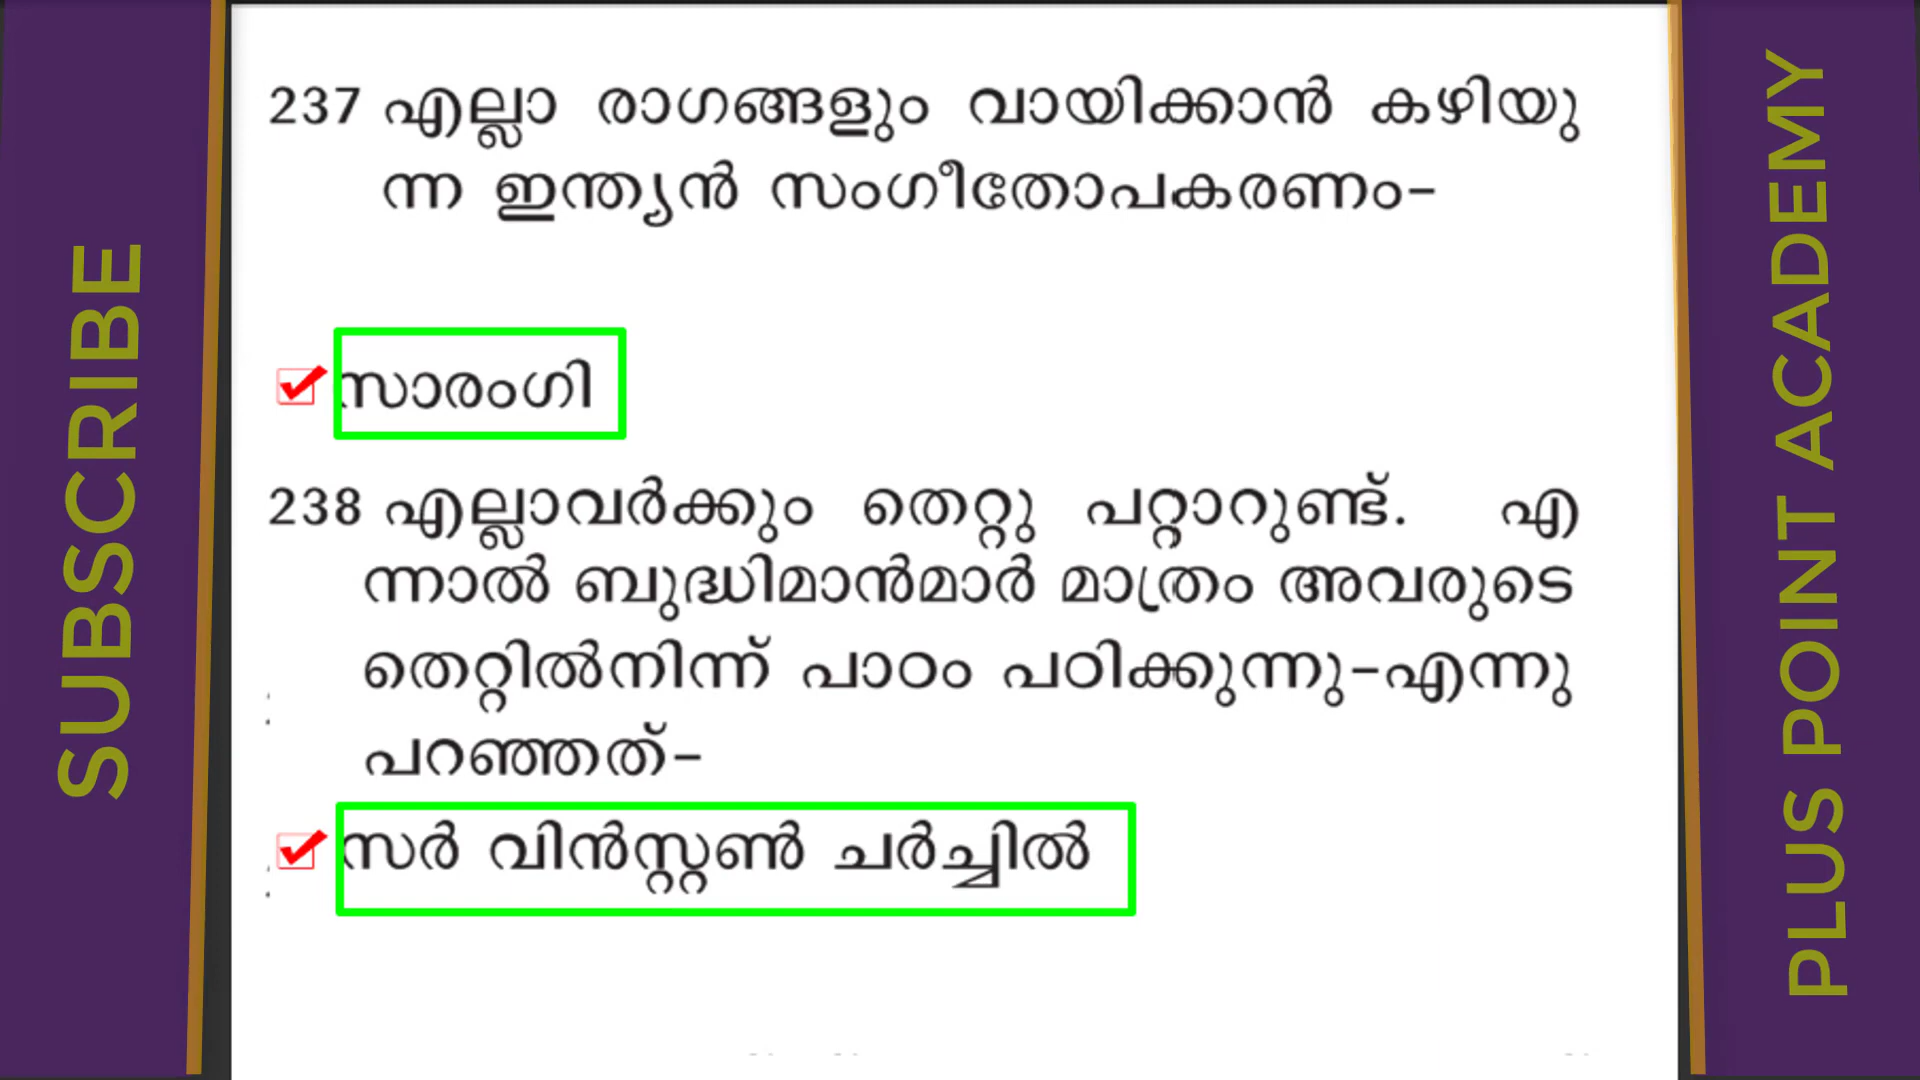 SUBSCRIBE
237 എല്ലാ രാഗങ്ങളും വായിക്കാൻ കഴിയു
ന്ന ഇന്ത്യൻ സംഗീതോപകരണം-
സാരംഗി
238 എല്ലാവർക്കും തെറ്റു പറ്റാറുണ്ട്. എ
ന്നാൽ ബുദ്ധിമാൻമാർ മാത്രം അവരുടെ
തെറ്റിൽനിന്ന് പാഠം പഠിക്കുന്നു-എന്നു
പറഞ്ഞത്-
സർ വിൻസ്റ്റൺ ചർച്ചിൽ
PLUS POINT ACADEMY